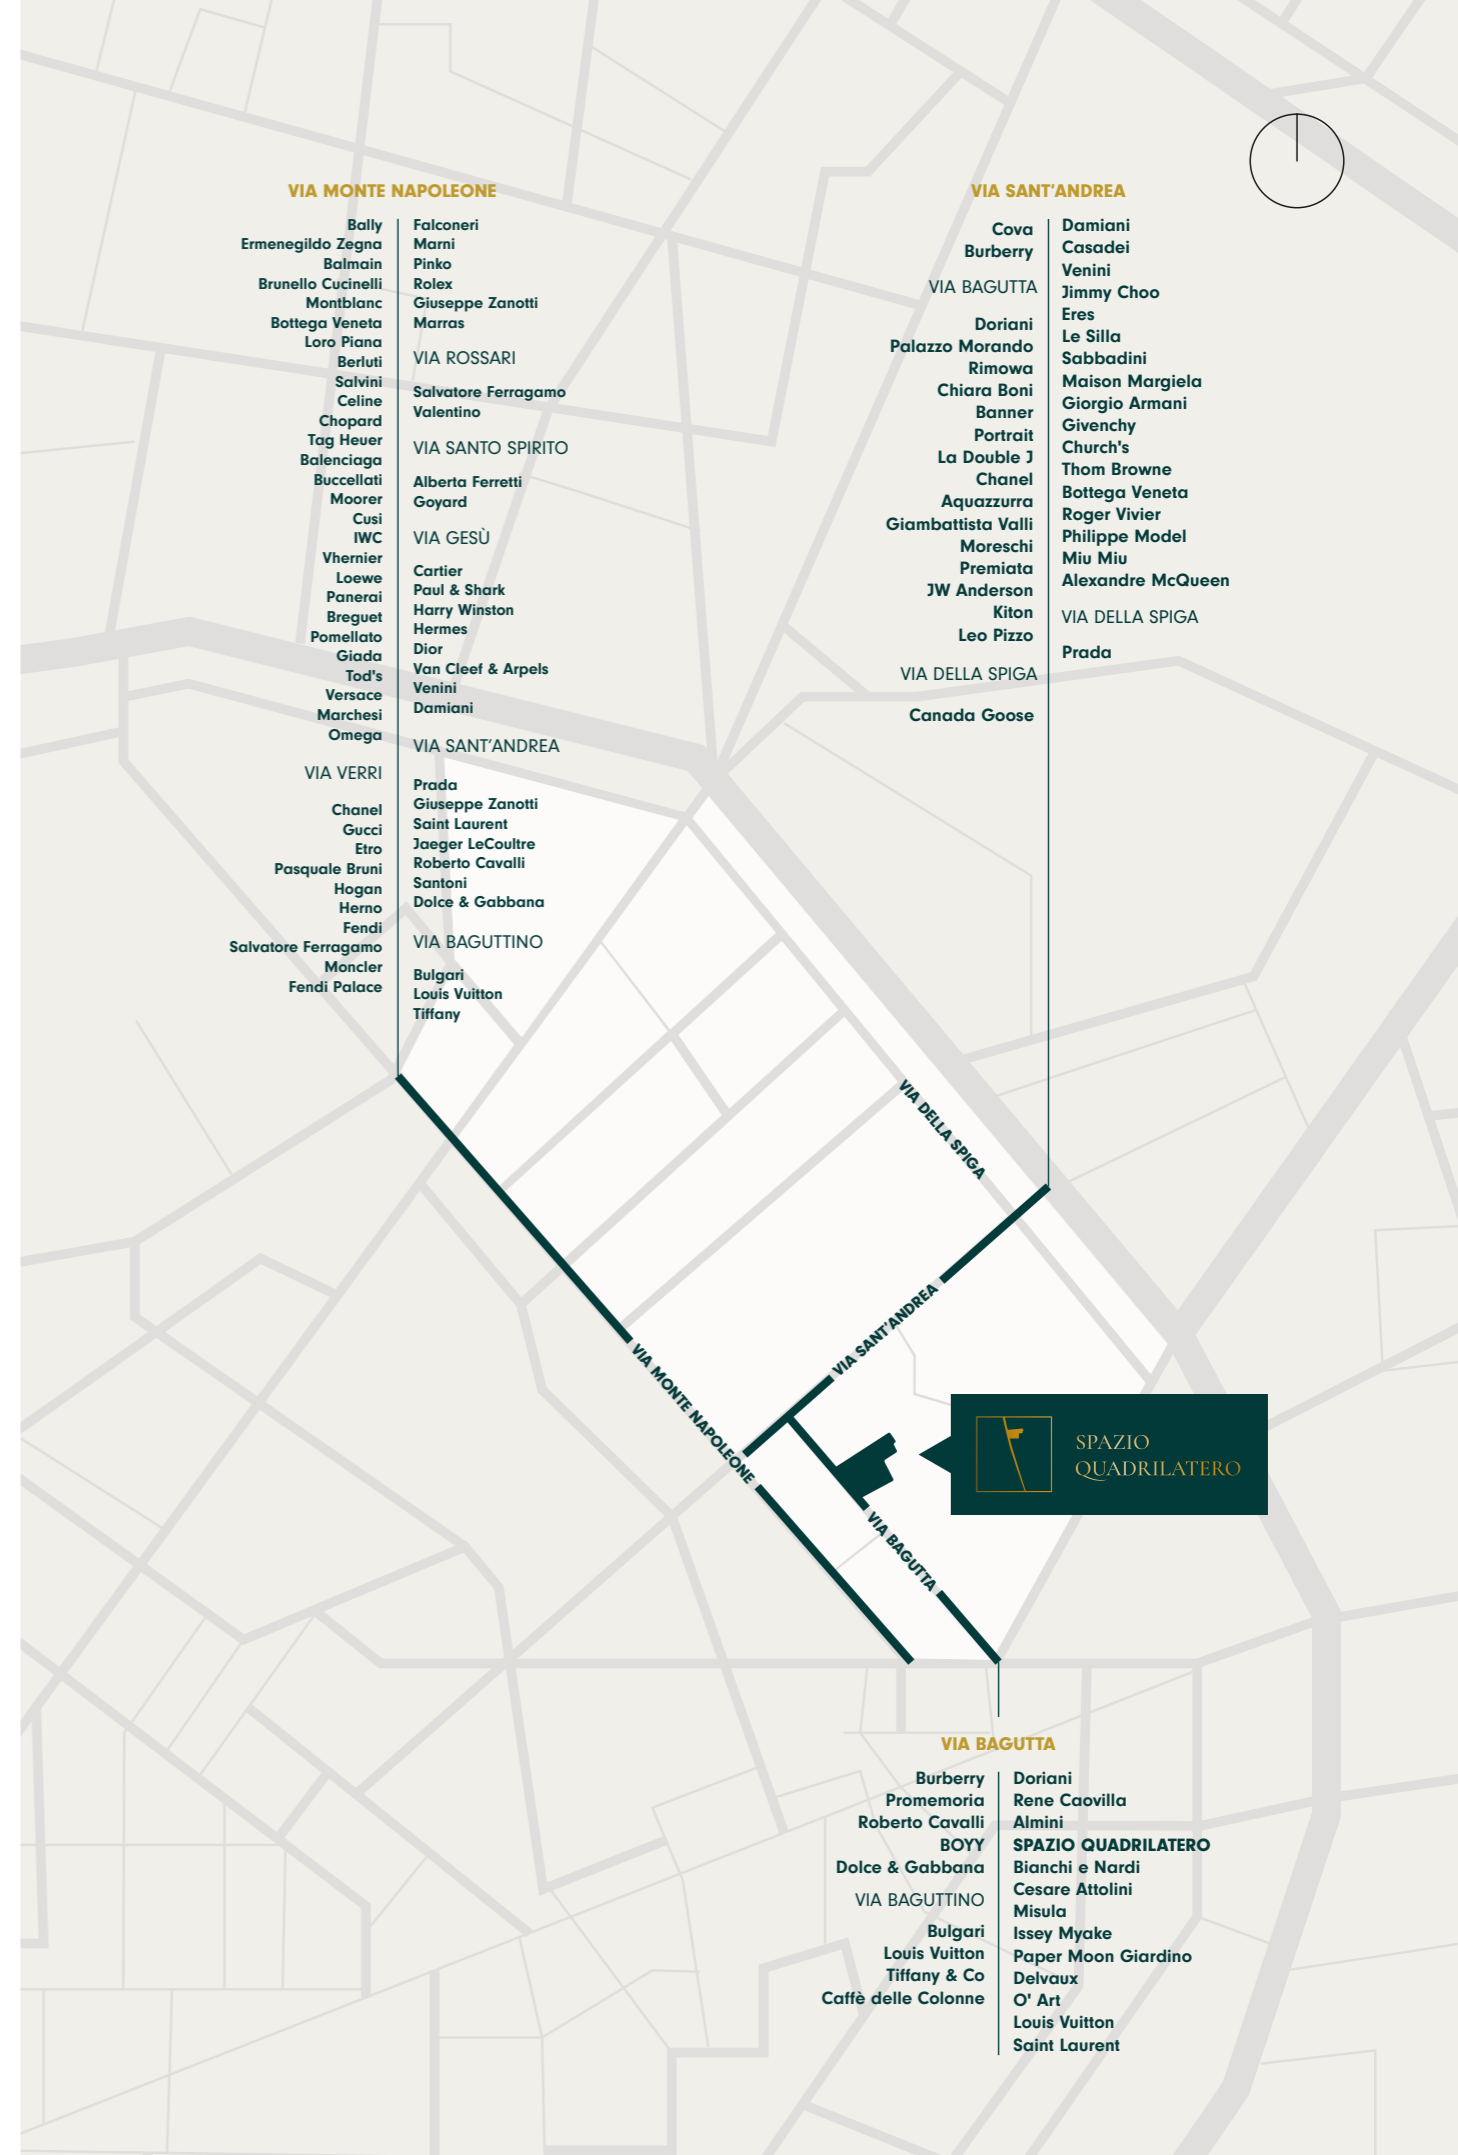 VIA MONTE NAPOLEONE
Bally
Ermenegildo Zegna
Balmain
Brunello Cucinelli
Montblanc
Bottega Veneta
Loro Piana
Berluti
Salvini
Celine
Chopard
Tag Heuer
Balenciaga
Buccellati
Moorer
Cusi
IWC
Vhernier
Loewe
Panerai
Breguet
Pomellato
Giada
Tod's
Versace
Marchesi
Omega
VIA VERRI
Chanel
Gucci
Etro
Pasquale Bruni
Hogan
Herno
Fendi
Salvatore Ferragamo
Moncler
Fendi Palace
Falconeri
Marni
Pinko
Rolex
Giuseppe Zanotti
Marras
VIA ROSSARI
Salvatore Ferragamo
Valentino
VIA SANTO SPIRITO
Alberta Ferretti
Goyard
VIA GESÙ
Cartier
Paul & Shark
Harry Winston
Hermes
Dior
Van Cleef & Arpels
Venini
Damiani
VIA SANT'ANDREA
Prada
Giuseppe Zanotti
Saint Laurent
Jaeger LeCoultre
Roberto Cavalli
Santoni
Dolce & Gabbana
VIA BAGUTTINO
Bulgari
Louis Vuitton
Tiffany
VIA SANT'ANDREA
Cova
Burberry
VIA BAGUTTA
Doriani
Palazzo Morando
Rimowa
Chiara Boni
Banner
Portrait
La Double J
Chanel
Aquazzurra
Giambattista Valli
Moreschi
Premiata
JW Anderson
Kiton
Leo Pizzo
VIA DELLA SPIGA
Canada Goose
Damiani
Casadei
Venini
Jimmy Choo
Eres
Le Silla
Sabbadini
Maison Margiela
Giorgio Armani
Givenchy
Church's
Thom Browne
Bottega Veneta
Roger Vivier
Philippe Model
Miu Miu
Alexandre McQueen
VIA DELLA SPIGA
Prada
VIA DELLA SPIGA
VIA SANT'ANDREA
VIA MONTE NAPOLEONE
VIA BAGUTTA
SPAZIO
QUADRILATERO
VIA BAGUTTA
Burberry
Promemoria
Roberto Cavalli
BOYY
Dolce & Gabbana
VIA BAGUTTINO
Bulgari
Louis Vuitton
Tiffany & Co
Caffè delle Colonne
Doriani
Rene Caovilla
Almini
SPAZIO QUADRILATERO
Bianchi e Nardi
Cesare Attolini
Misula
Issey Myake
Paper Moon Giardino
Delvaux
O' Art
Louis Vuitton
Saint Laurent